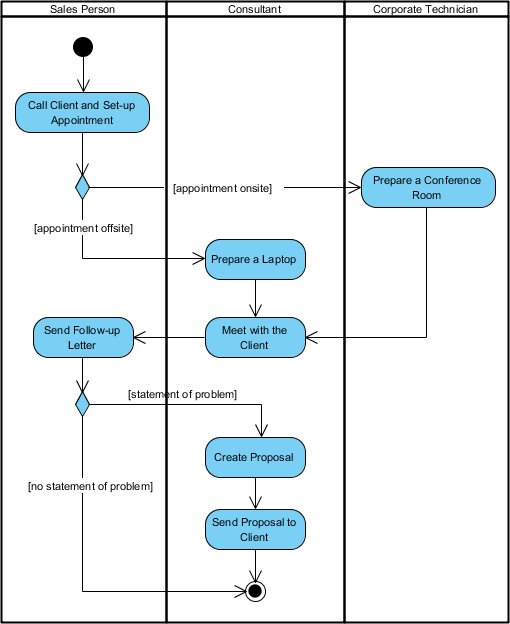 Sales Person
Consultant
Corporate Technician
Call Client and Set-up
Appointment
[appointment onsite]
Prepare a Conference
Room
[appointment offsite]
Prepare a Laptop
Send Follow-up
Letter
Meet with the
Client
[statement of problem]
Create Proposal
[no statement of problem]
Send Proposal to
Client